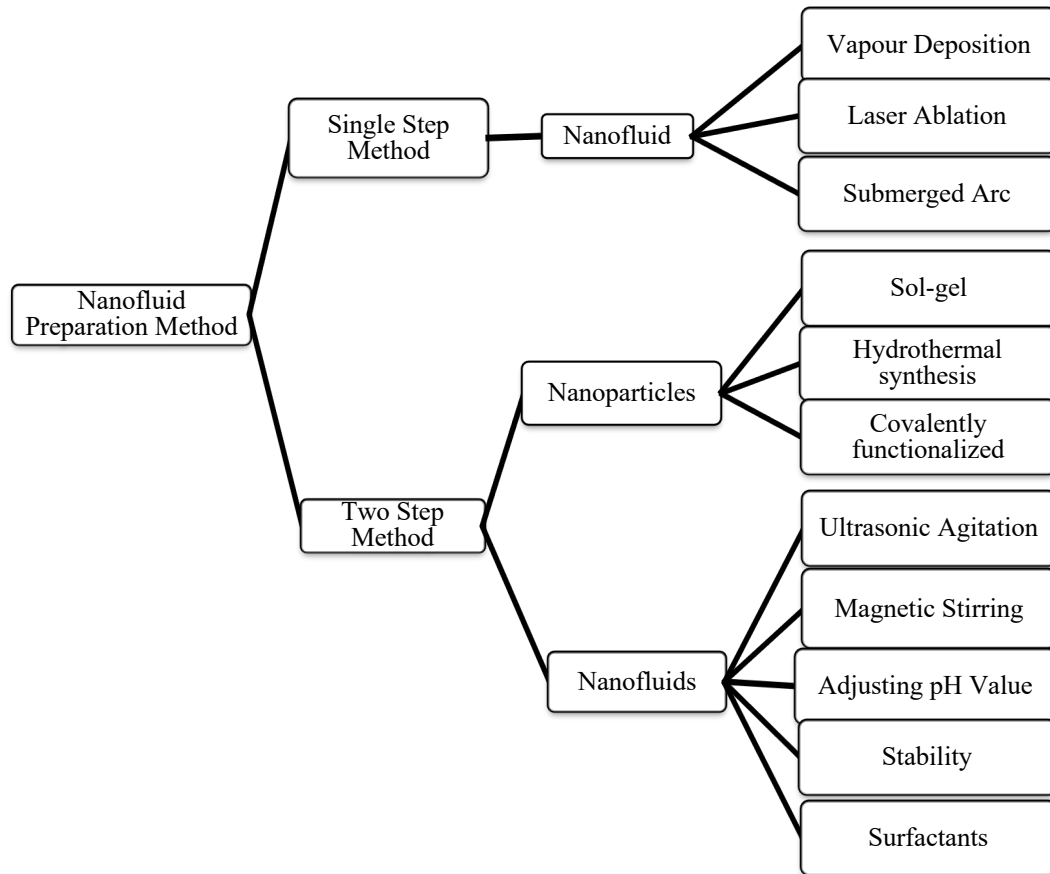 Nanofluid
Preparation Method
Single Step
Method
Nanofluid
Vapour Deposition
Laser Ablation
Submerged Arc
Two Step
Method
Nanoparticles
Sol-gel
Hydrothermal
synthesis
Covalently
functionalized
Nanofluids
Ultrasonic Agitation
Magnetic Stirring
Adjusting pH Value
Stability
Surfactants